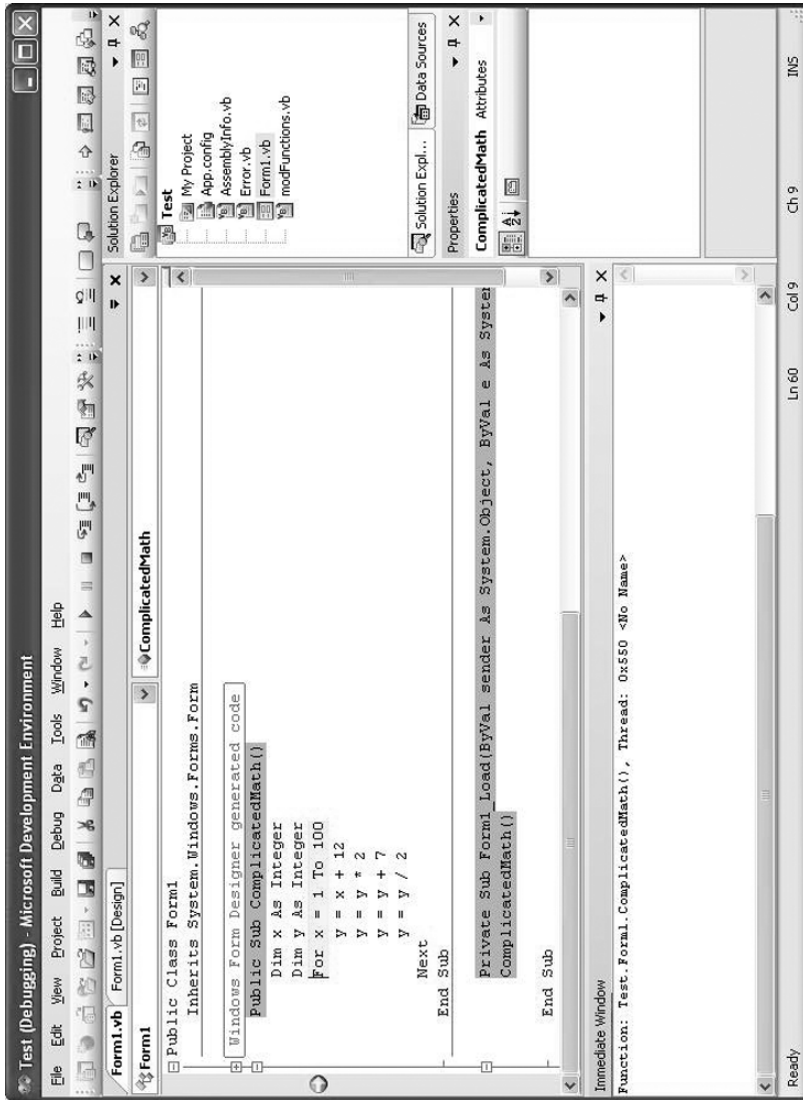 Test (Debugging) - Microsoft Development Environment
File Edit View Project Build Debug Data Tools Window Help
Form1.vb Form1.vb [Design]
Form1 ComplicatedMath
Public Class Form1
Inherits System.Windows.Forms.Form
Windows Form Designer generated code
Public Sub ComplicatedMath()
Dim x As Integer
Dim y As Integer
For x = 1 To 100
y = x + 12
y = y * 2
y = y + 7
y = y / 2
Next
End Sub
Private Sub Form1_Load(ByVal sender As System.Object, ByVal e As System
ComplicatedMath()
End Sub
Immediate Window
Function: Test.Form1.ComplicatedMath(), Thread: 0x550 <No Name>
Solution Explorer
Test
My Project
App.config
AssemblyInfo.vb
Error.vb
Form1.vb
modFunctions.vb
Solution Expl... Data Sources
Properties
ComplicatedMath Attributes
Ready Ln 60 Col 9 Ch 9 INS